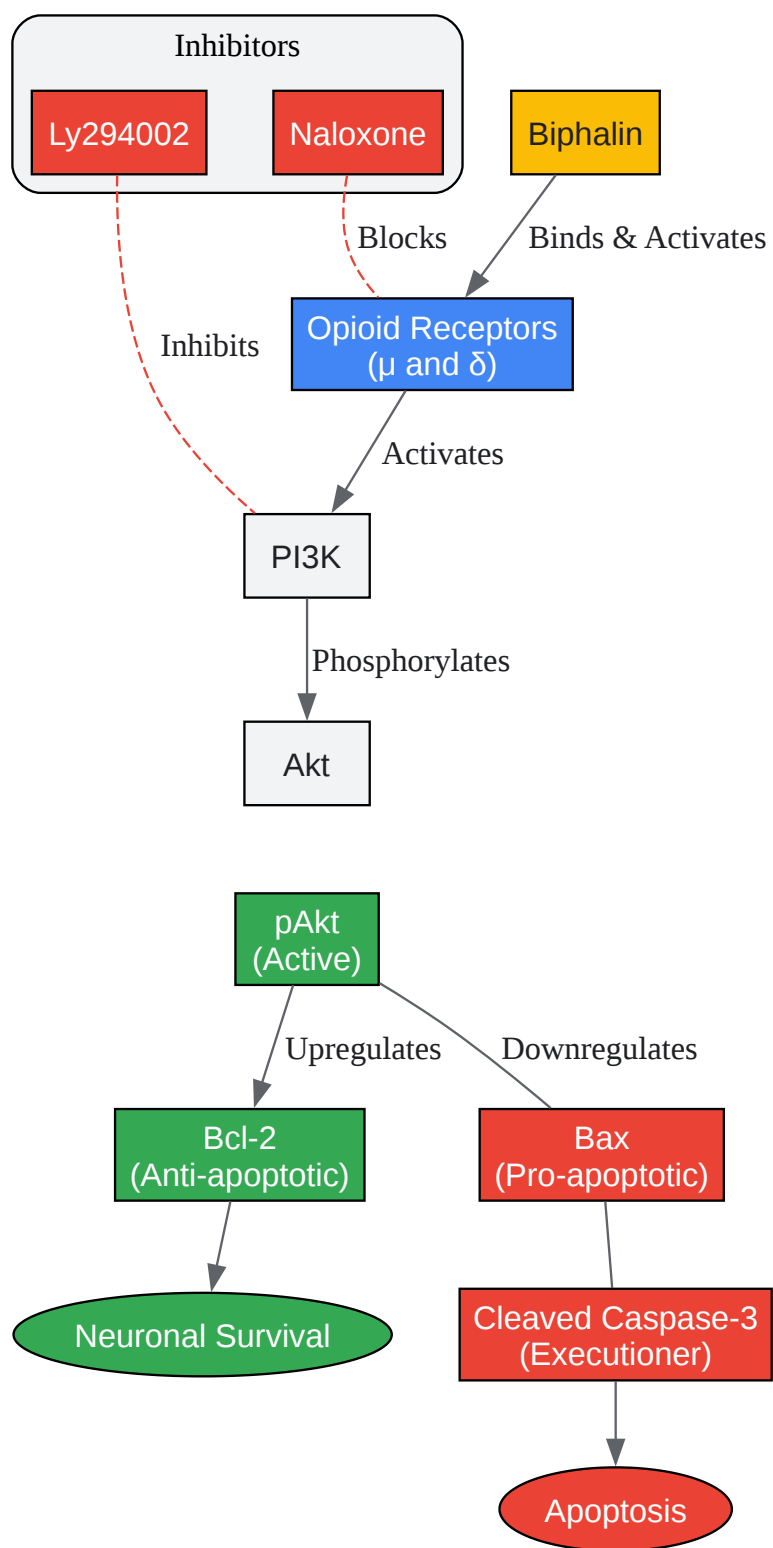 Inhibitors
Ly294002
Naloxone
Biphalin
Blocks
Binds & Activates
Opioid Receptors
(μ and δ)
Inhibits
Activates
PI3K
Phosphorylates
Akt
pAkt
(Active)
Upregulates
Downregulates
Bcl-2
(Anti-apoptotic)
Bax
(Pro-apoptotic)
Neuronal Survival
Cleaved Caspase-3
(Executioner)
Apoptosis